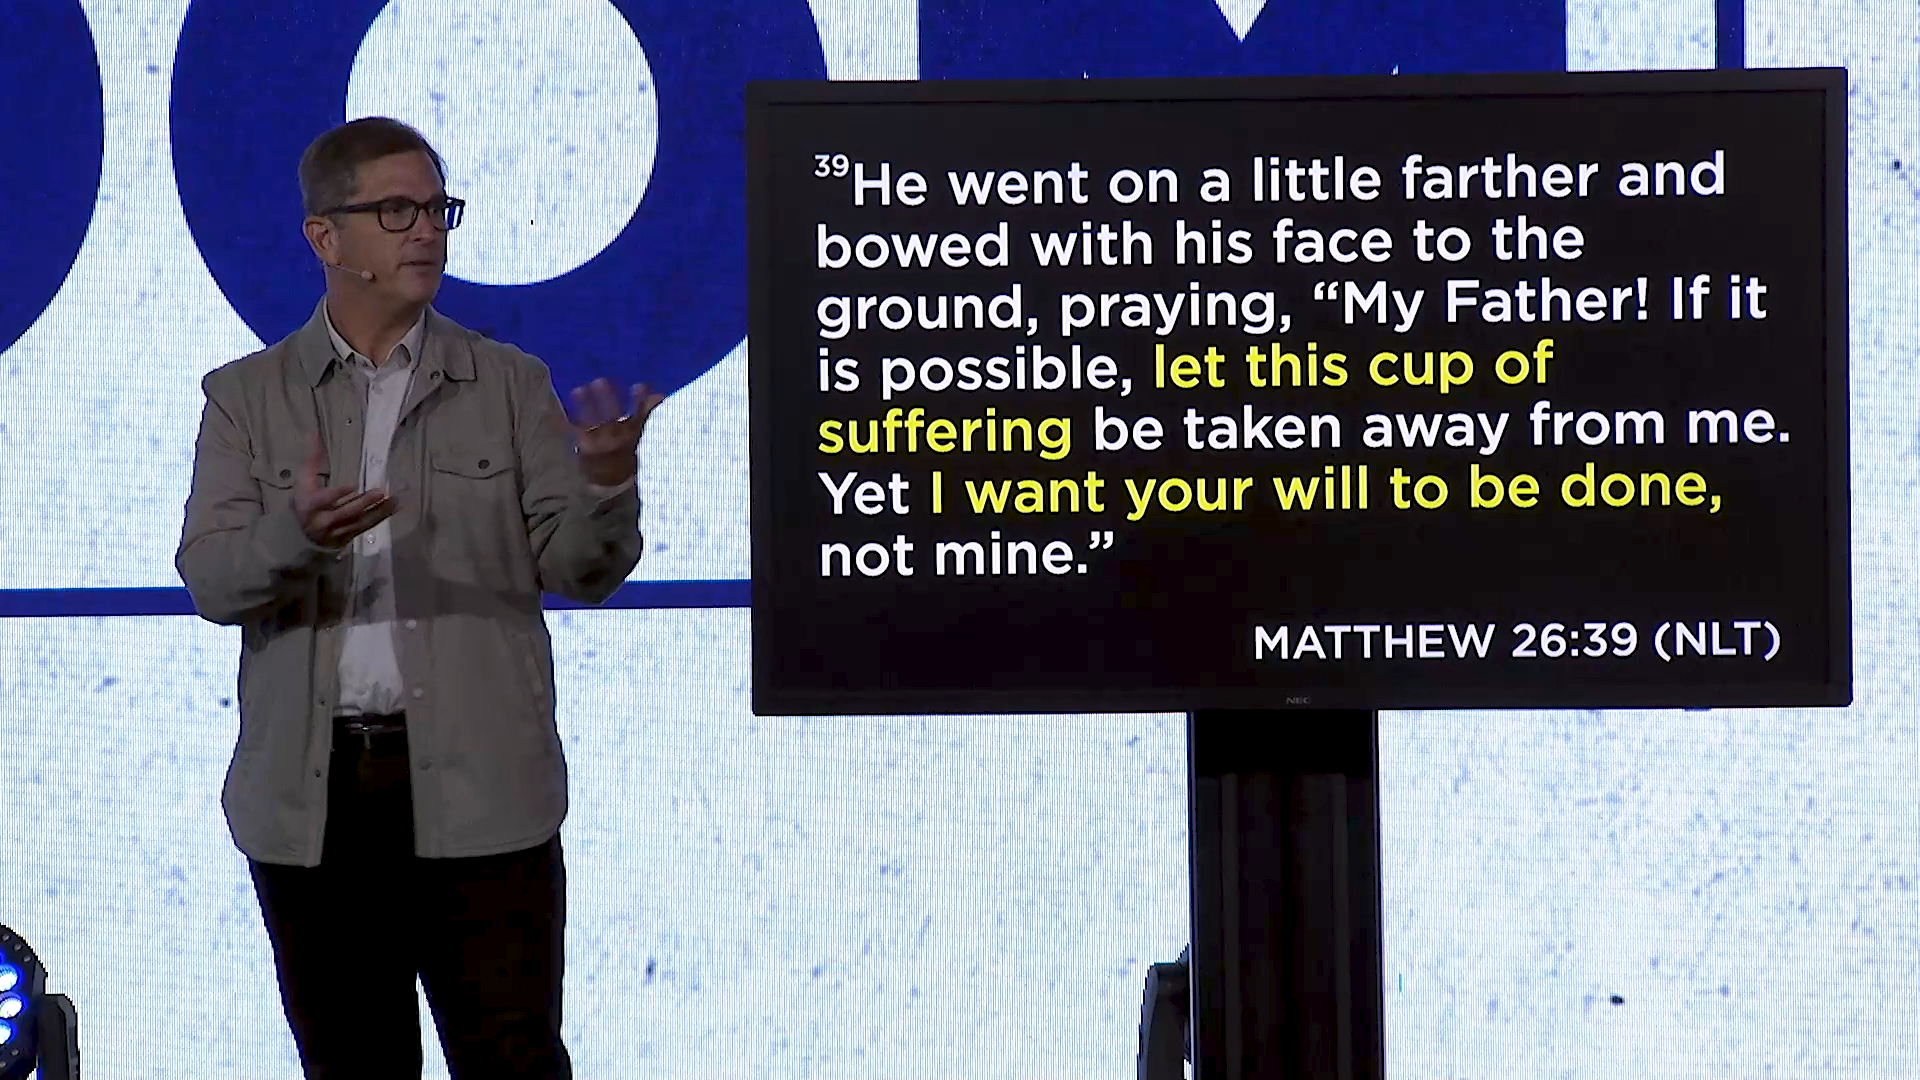 ³⁹He went on a little farther and
bowed with his face to the
ground, praying, “My Father! If it
is possible, let this cup of
suffering be taken away from me.
Yet I want your will to be done,
not mine.”
MATTHEW 26:39 (NLT)
NEC